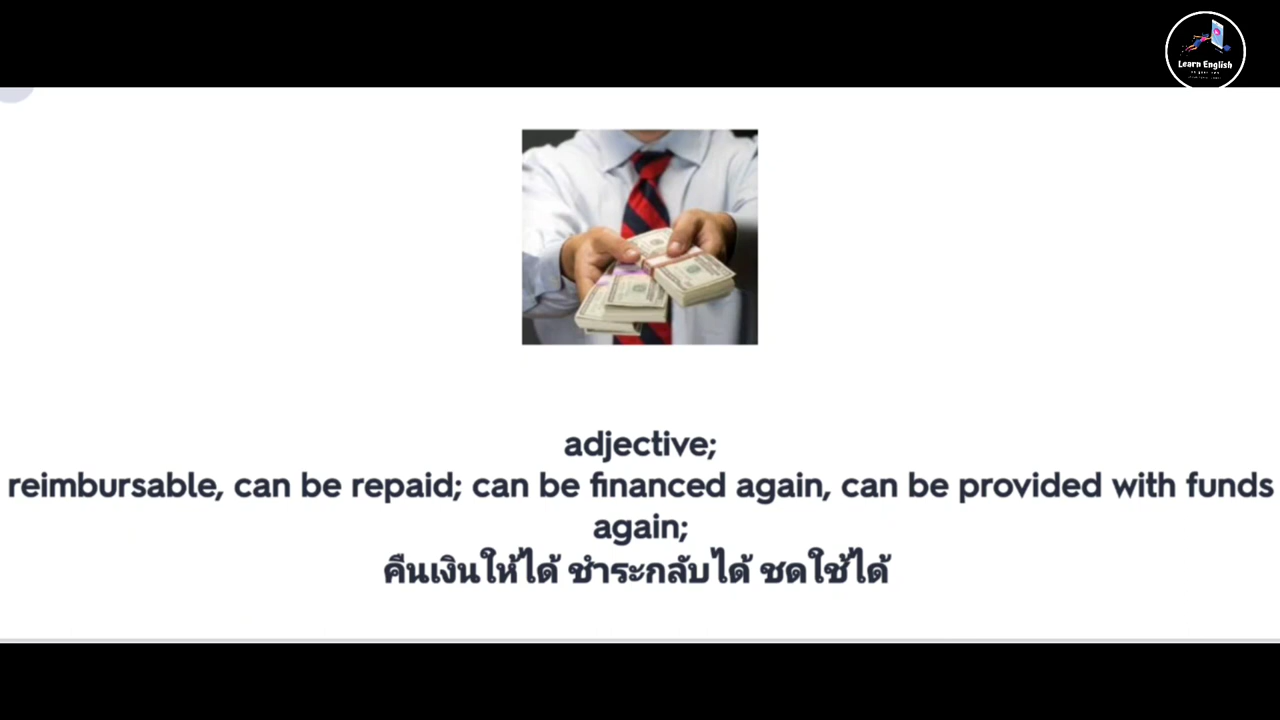 Learn English
adjective;
reimbursable, can be repaid; can be financed again, can be provided with funds
again;
คืนเงินให้ได้ ชำระกลับได้ ชดใช้ได้